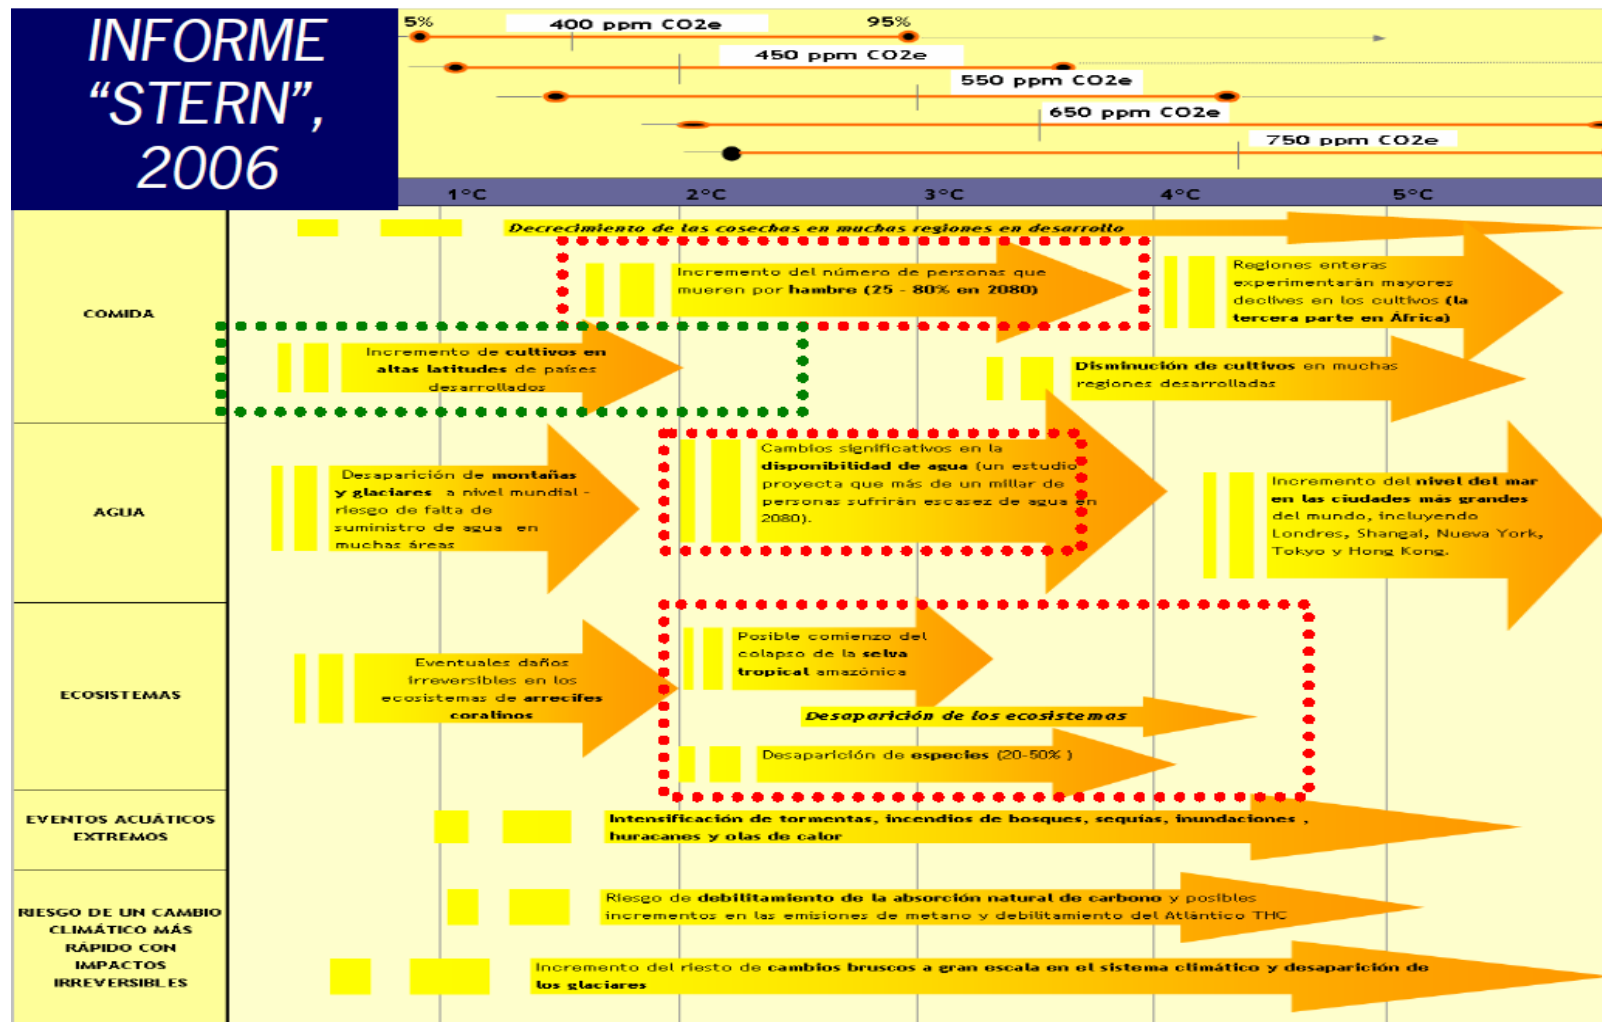 INFORME
“STERN”,
2006
5%
400 ppm CO2e
95%
450 ppm CO2e
550 ppm CO2e
650 ppm CO2e
750 ppm CO2e
1°C
2°C
3°C
4°C
5°C
COMIDA
Decrecimiento de las cosechas en muchas regiones en desarrollo
Incremento del número de personas que
mueren por hambre (25 - 80% en 2080)
Regiones enteras
experimentarán mayores
declives en los cultivos (la
tercera parte en África)
Incremento de cultivos en
altas latitudes de países
desarrollados
Disminución de cultivos en muchas
regiones desarrolladas
AGUA
Desaparición de montañas
y glaciares a nivel mundial -
riesgo de falta de
suministro de agua en
muchas áreas
Cambios significativos en la
disponibilidad de agua (un estudio
proyecta que más de un millar de
personas sufrirán escasez de agua en
2080).
Incremento del nivel del mar
en las ciudades más grandes
del mundo, incluyendo
Londres, Shangai, Nueva York,
Tokyo y Hong Kong.
ECOSISTEMAS
Eventuales daños
irreversibles en los
ecosistemas de arrecifes
coralinos
Posible comienzo del
colapso de la selva
tropical amazónica
Desaparición de los ecosistemas
Desaparición de especies (20-50% )
EVENTOS ACUÁTICOS
EXTREMOS
Intensificación de tormentas, incendios de bosques, sequías, inundaciones ,
huracanes y olas de calor
RIESGO DE UN CAMBIO
CLIMÁTICO MÁS
RÁPIDO CON
IMPACTOS
IRREVERSIBLES
Riesgo de debilitamiento de la absorción natural de carbono y posibles
incrementos en las emisiones de metano y debilitamiento del Atlántico THC
Incremento del riesto de cambios bruscos a gran escala en el sistema climático y desaparición de
los glaciares